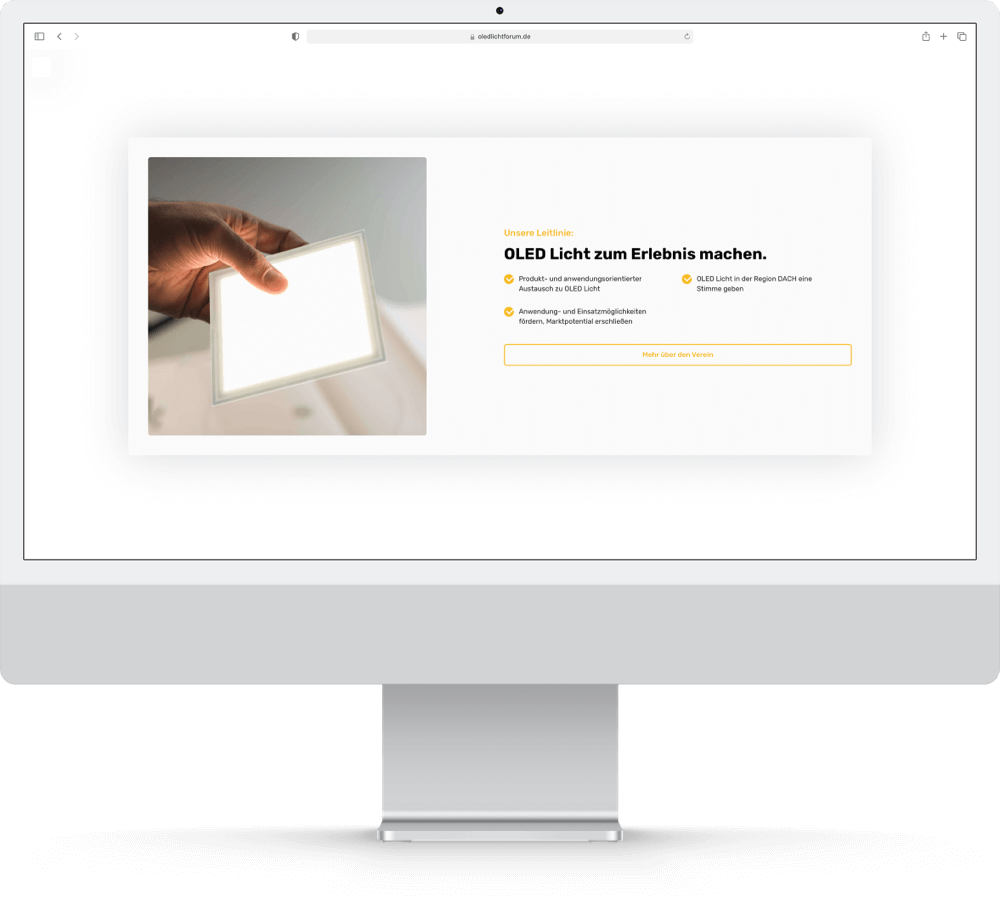 oledlichtforum.de
Unsere Leitlinie:
OLED Licht zum Erlebnis machen.
Produkt- und anwendungsorientierter
Austausch zu OLED Licht
OLED Licht in der Region DACH eine
Stimme geben
Anwendung- und Einsatzmöglichkeiten
fördern, Marktpotential erschließen
Mehr über den Verein